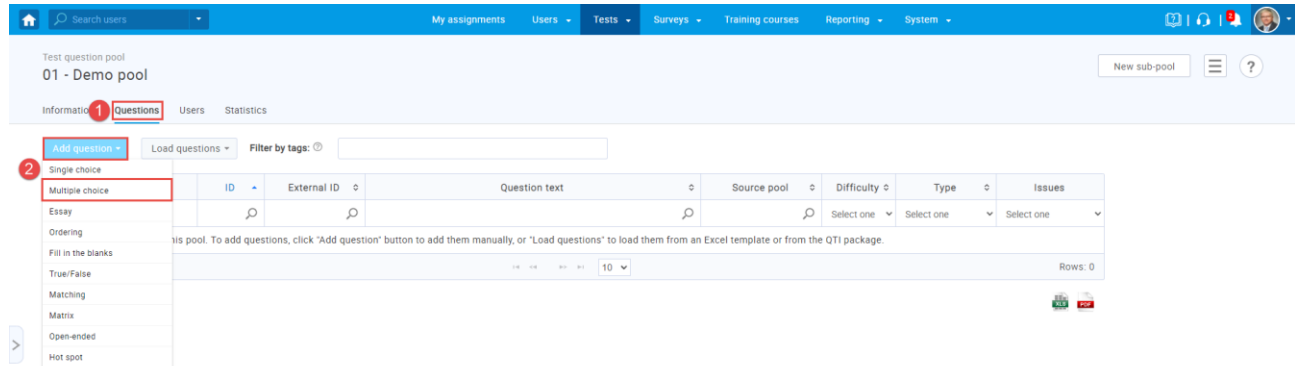 Search users My assignments Users Tests Surveys Training courses Reporting System 2
Test question pool
01 - Demo pool
New sub-pool ?
Informatio 1 Questions Users Statistics
Add question Load questions Filter by tags: ?
2
Single choice
Multiple choice ID External ID Question text Source pool Difficulty Type Issues
Essay Select one Select one Select one
Ordering
his pool. To add questions, click "Add question" button to add them manually, or "Load questions" to load them from an Excel template or from the QTI package.
Fill in the blanks
True/False 10 Rows: 0
Matching
Matrix XLS PDF
Open-ended
Hot spot